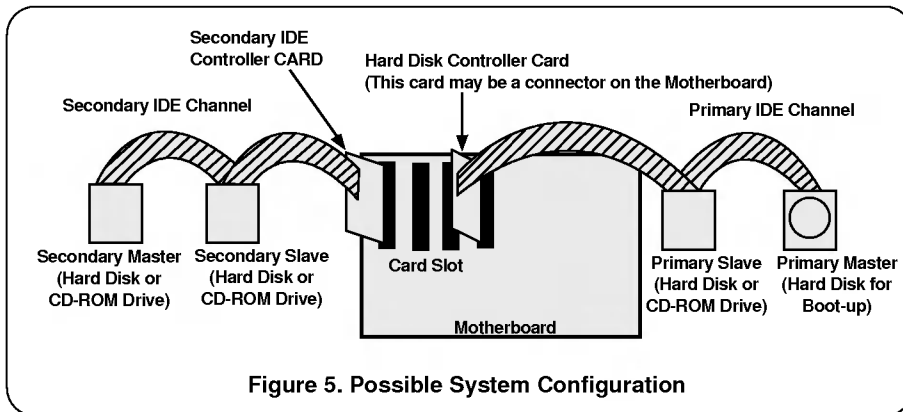 Secondary IDE
Controller CARD
Hard Disk Controller Card
(This card may be a connector on the Motherboard)
Secondary IDE Channel
Primary IDE Channel
Secondary Master
(Hard Disk or
CD-ROM Drive)
Secondary Slave
(Hard Disk or
CD-ROM Drive)
Card Slot
Motherboard
Primary Slave
(Hard Disk or
CD-ROM Drive)
Primary Master
(Hard Disk for
Boot-up)
Figure 5. Possible System Configuration